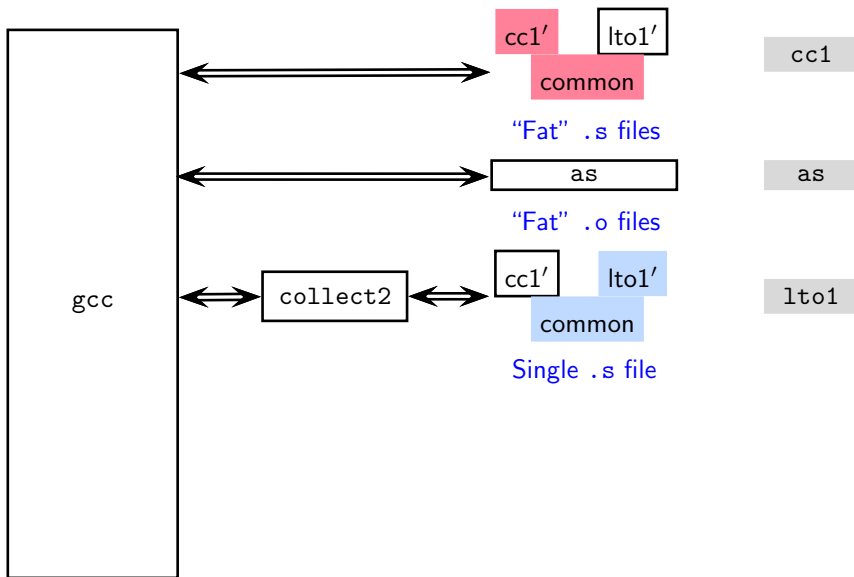 cc1′ lto1′ cc1
common
“Fat” .s files
as as
“Fat” .o files
cc1′ lto1′
gcc collect2 lto1
common
Single .s file